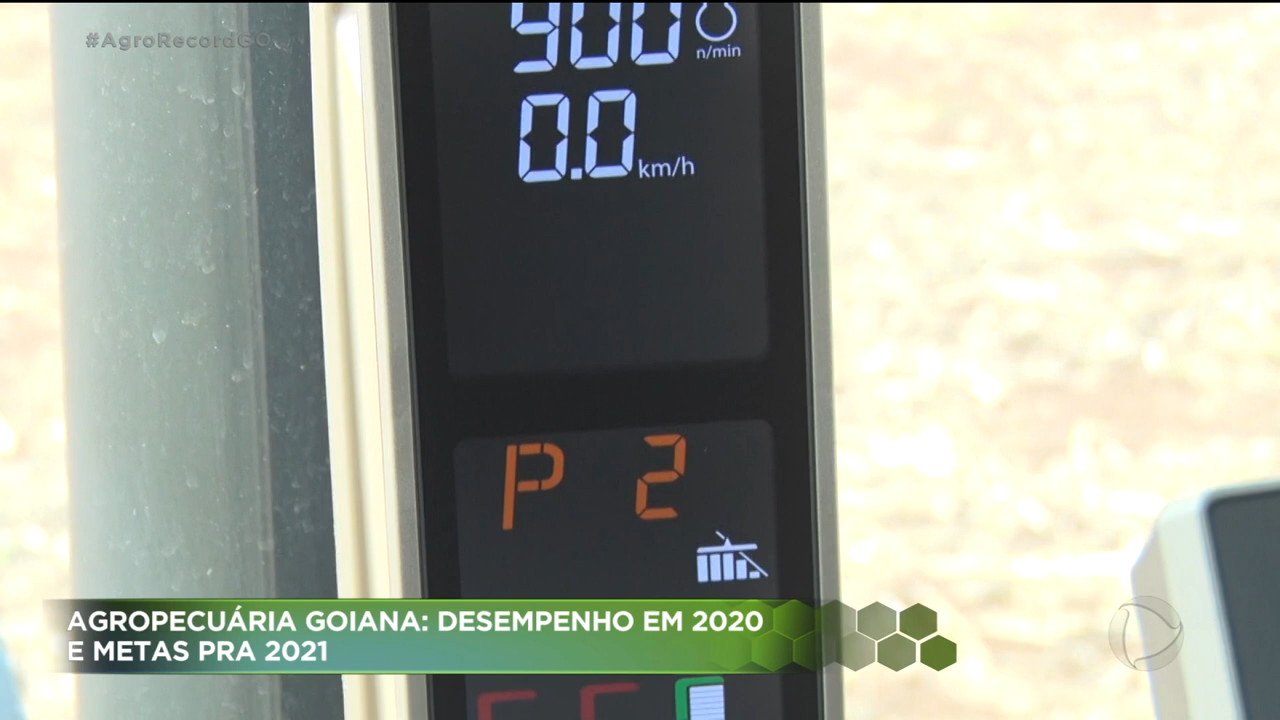 #AgroRecordGO
900 n/min
0.0 km/h
P 2
AGROPECUÁRIA GOIANA: DESEMPENHO EM 2020
E METAS PRA 2021